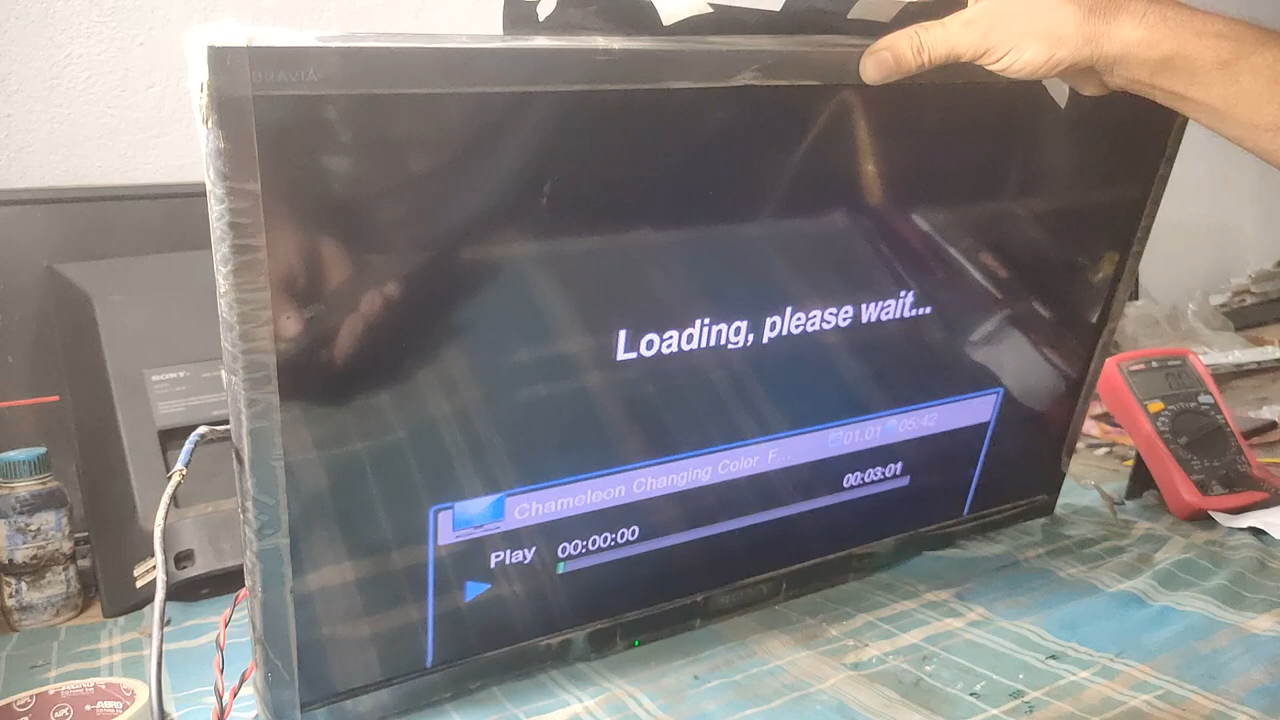 BRAVIA
Loading, please wait...
01.01 05:42
Chameleon Changing Color F...
00:03:01
Play 00:00:00
SONY
ABRO